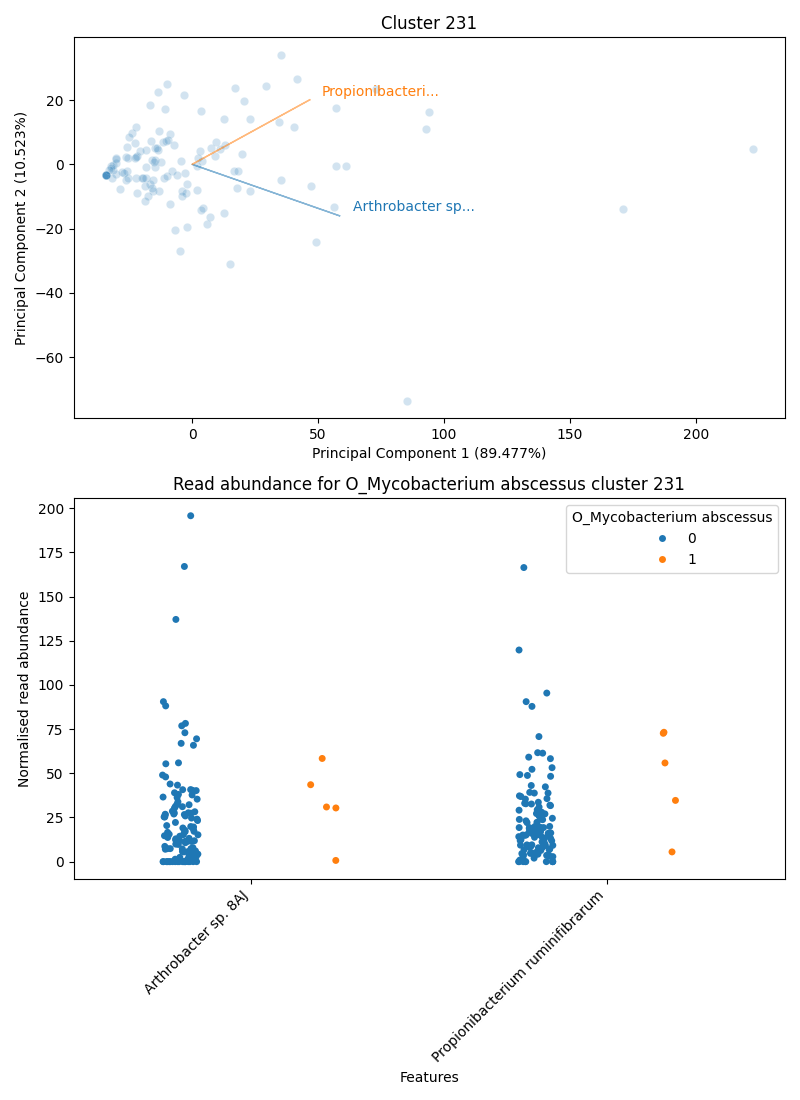 Cluster 231
Principal Component 2 (10.523%)
20
0
−20
−40
−60
Propionibacteri...
Arthrobacter sp...
0
50
100
150
200
Principal Component 1 (89.477%)
Read abundance for O_Mycobacterium abscessus cluster 231
Normalised read abundance
200
175
150
125
100
75
50
25
0
O_Mycobacterium abscessus
0
1
Arthrobacter sp. 8AJ
Propionibacterium ruminifibrarum
Features